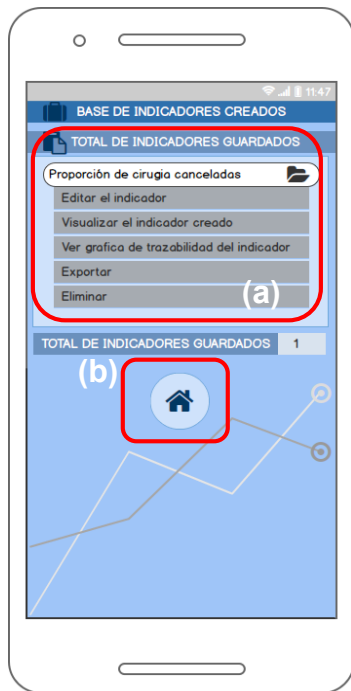 11:47
BASE DE INDICADORES CREADOS
TOTAL DE INDICADORES GUARDADOS
Proporción de cirugia canceladas
Editar el indicador
Visualizar el indicador creado
Ver grafica de trazabilidad del indicador
Exportar
Eliminar
(a)
TOTAL DE INDICADORES GUARDADOS 1
(b)